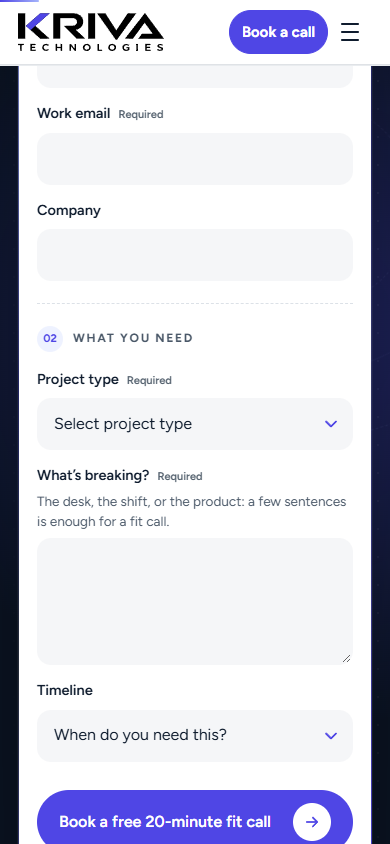 KRIVA
TECHNOLOGIES
Book a call
Work email Required
Company
02 WHAT YOU NEED
Project type Required
Select project type
What’s breaking? Required
The desk, the shift, or the product: a few sentences
is enough for a fit call.
Timeline
When do you need this?
Book a free 20-minute fit call